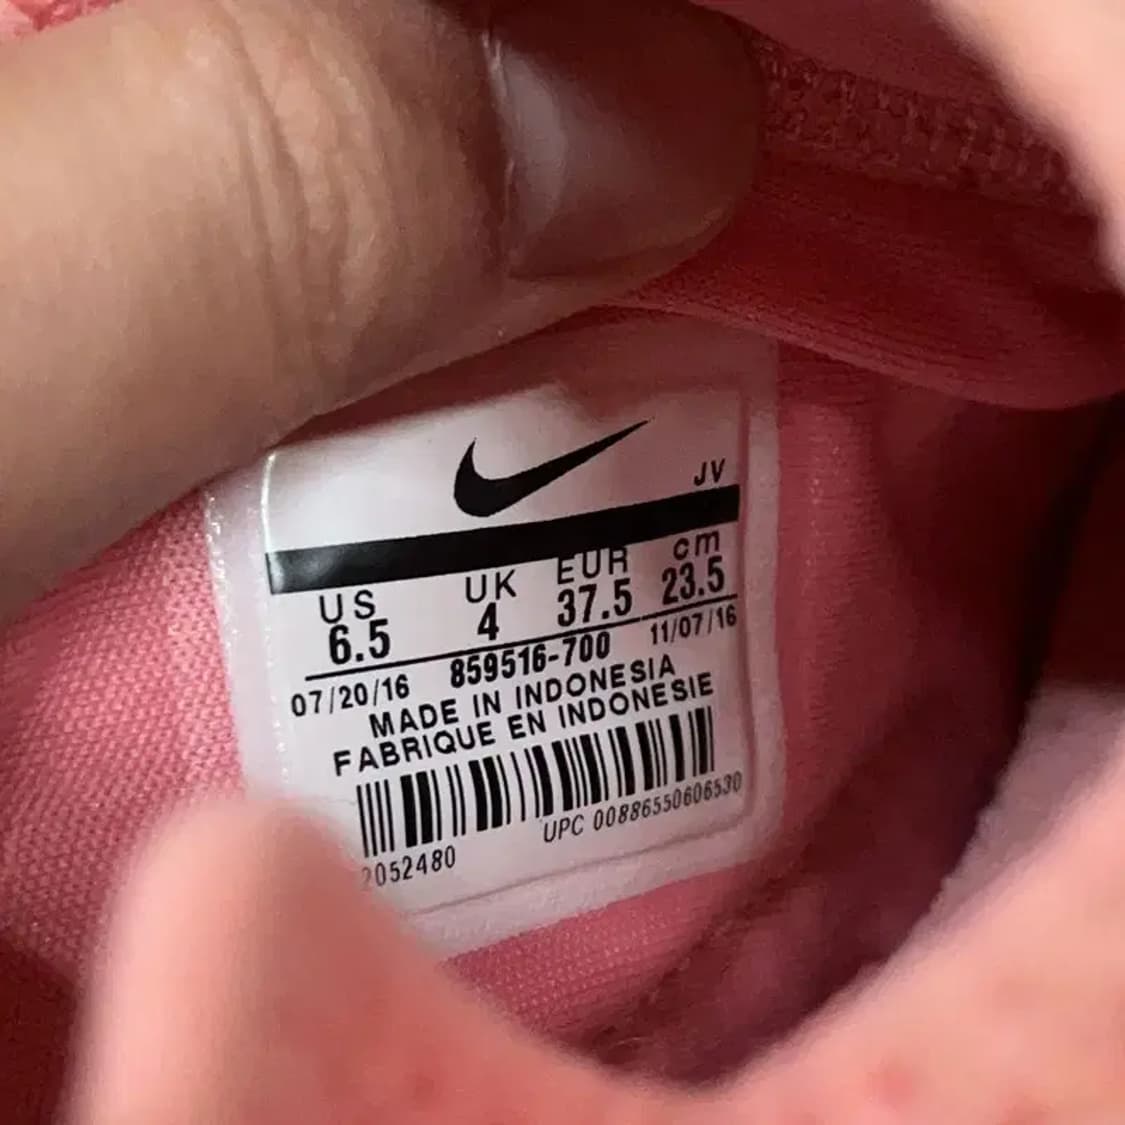 JV
US UK EUR cm
6.5 4 37.5 23.5
07/20/16 859516-700 11/07/16
MADE IN INDONESIA
FABRIQUE EN INDONESIE
UPC 00886550606530
2052480